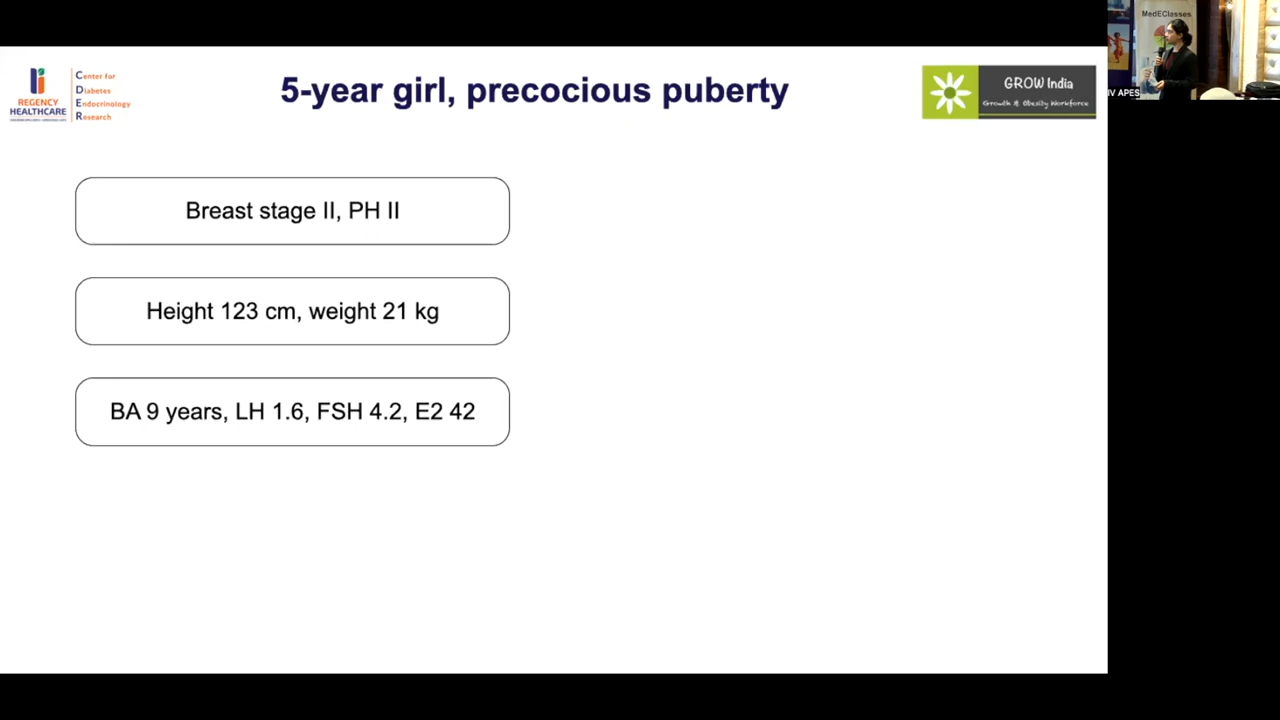 5-year girl, precocious puberty
REGENCY
HEALTHCARE
Center for
Diabetes
Endocrinology
Research
GROW India
Growth & Obesity Workforce
MedEClasses
IV APES
Breast stage II, PH II
Height 123 cm, weight 21 kg
BA 9 years, LH 1.6, FSH 4.2, E2 42